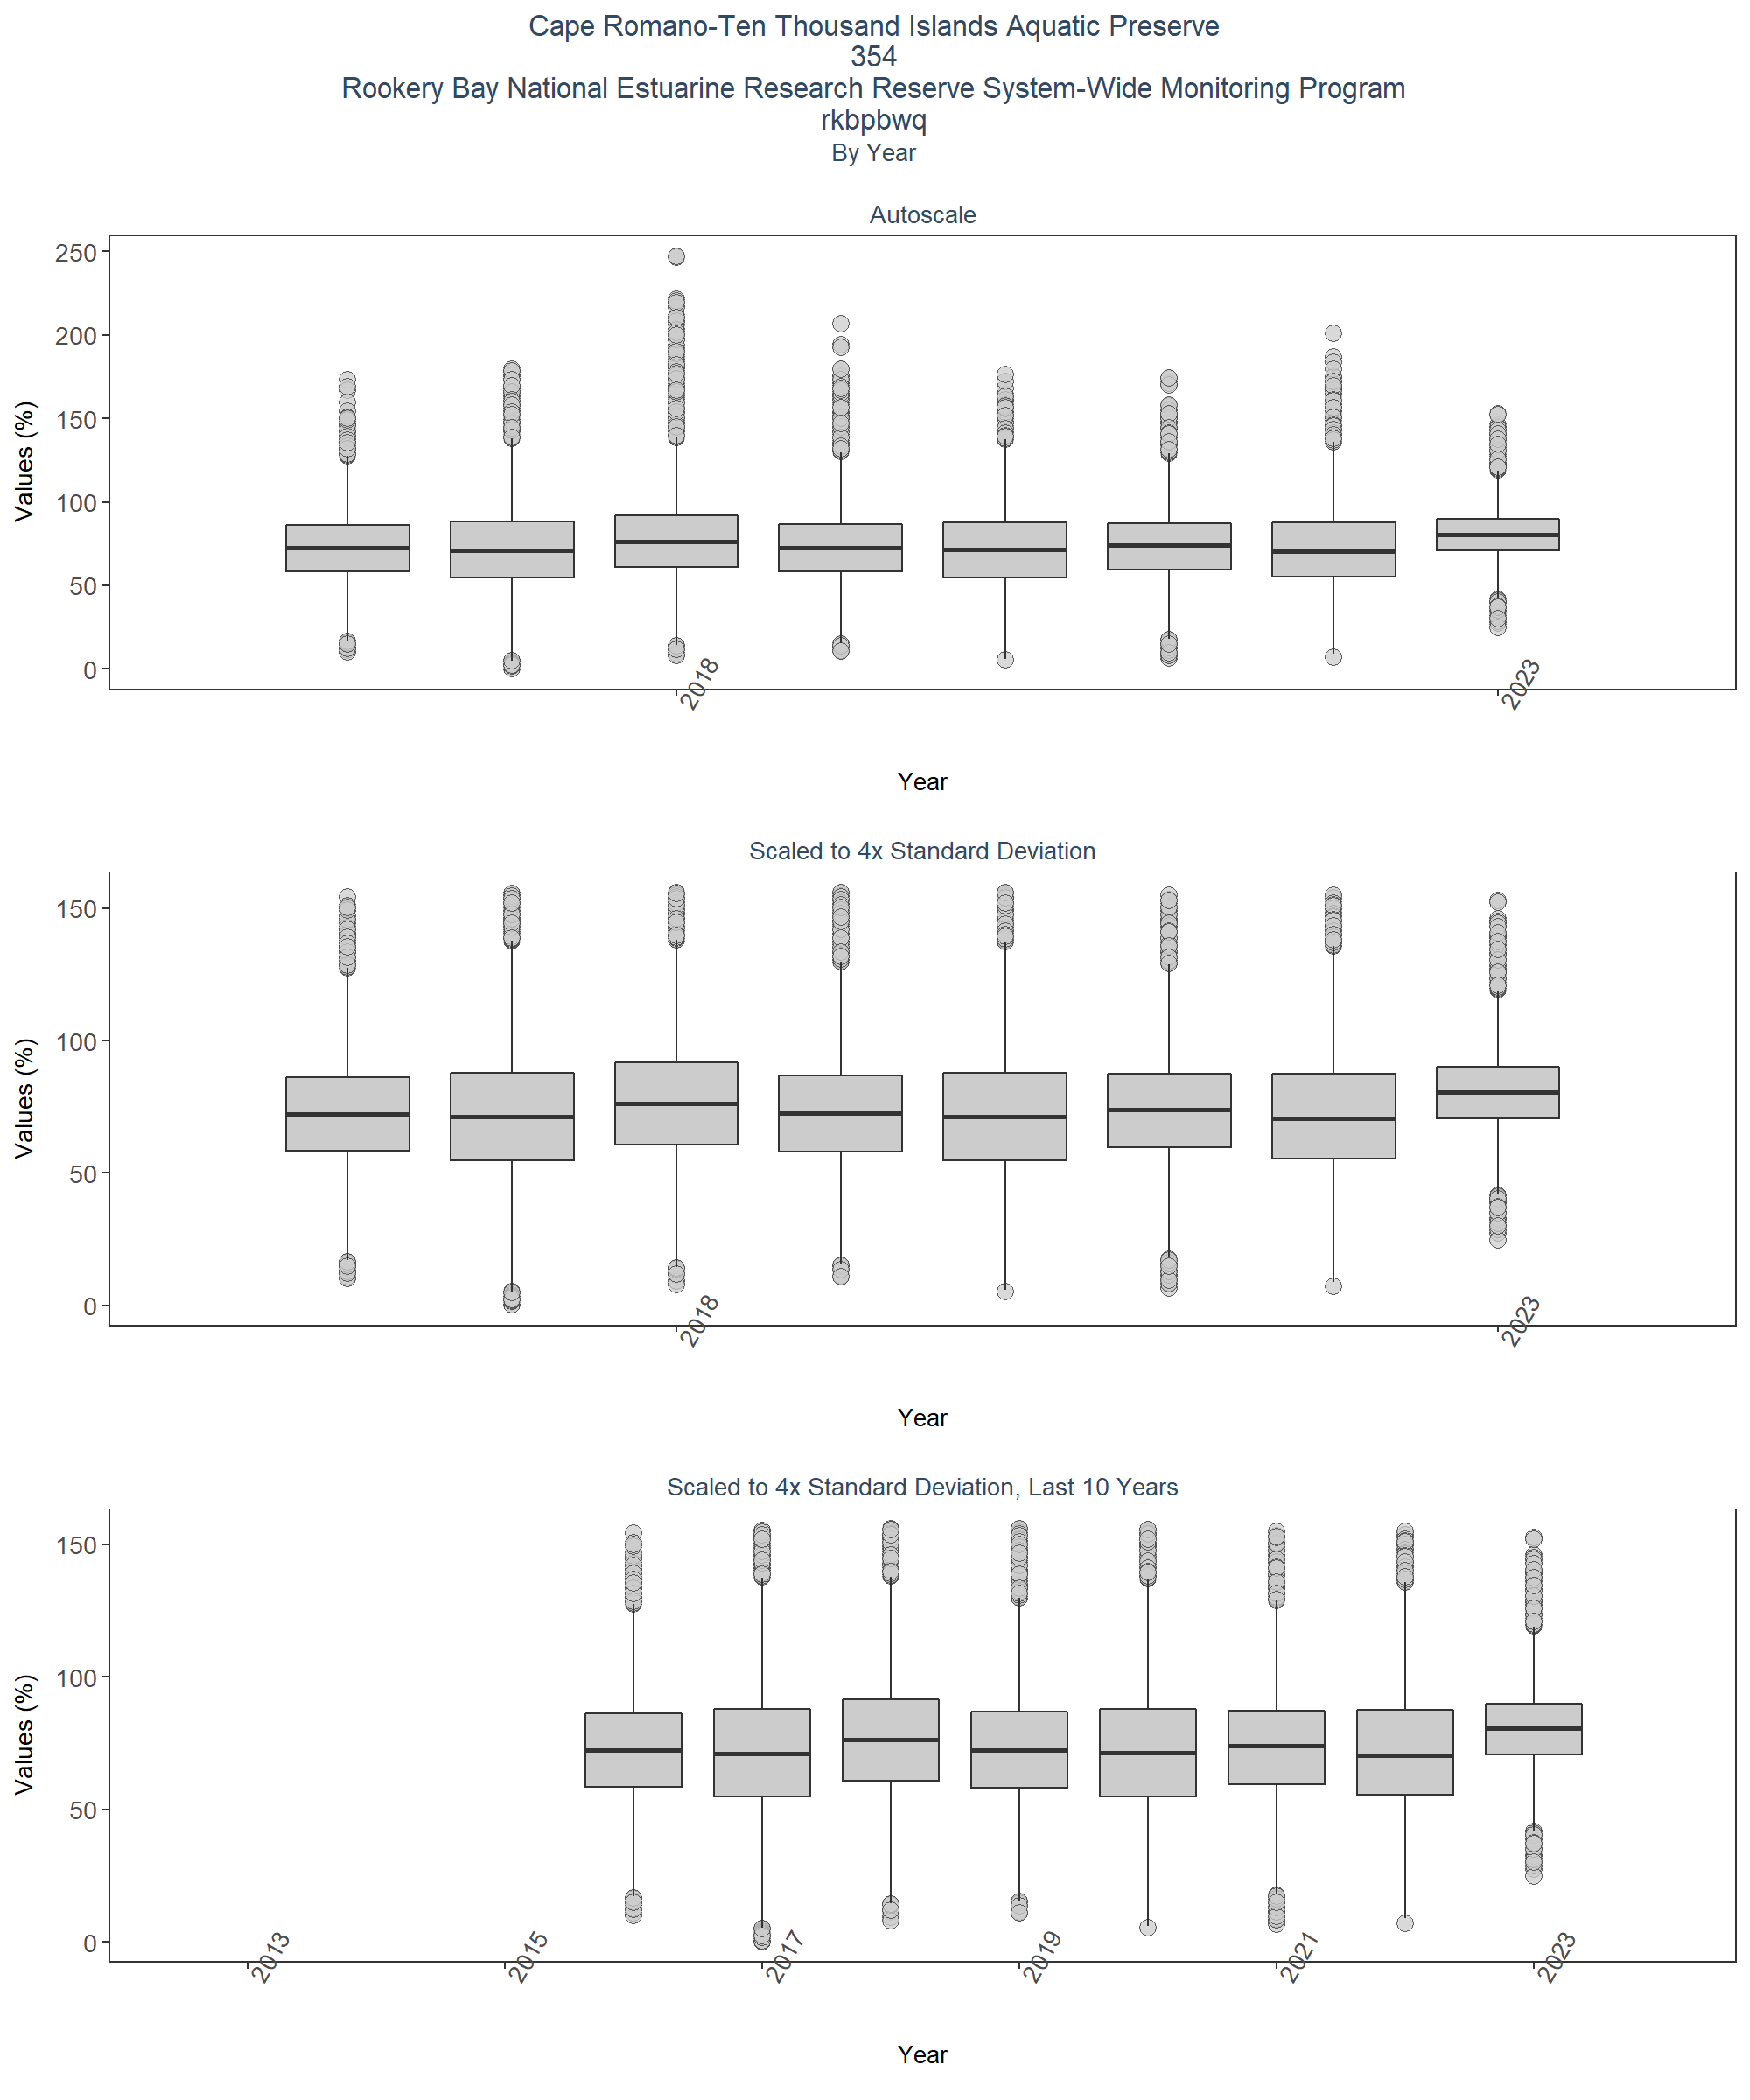 Cape Romano-Ten Thousand Islands Aquatic Preserve
354
Rookery Bay National Estuarine Research Reserve System-Wide Monitoring Program
rkbpbwq
By Year
Autoscale
Values (%)
250
200
150
100
50
0
2018
2023
Year
Scaled to 4x Standard Deviation
Values (%)
150
100
50
0
2018
2023
Year
Scaled to 4x Standard Deviation, Last 10 Years
Values (%)
150
100
50
0
2013
2015
2017
2019
2021
2023
Year